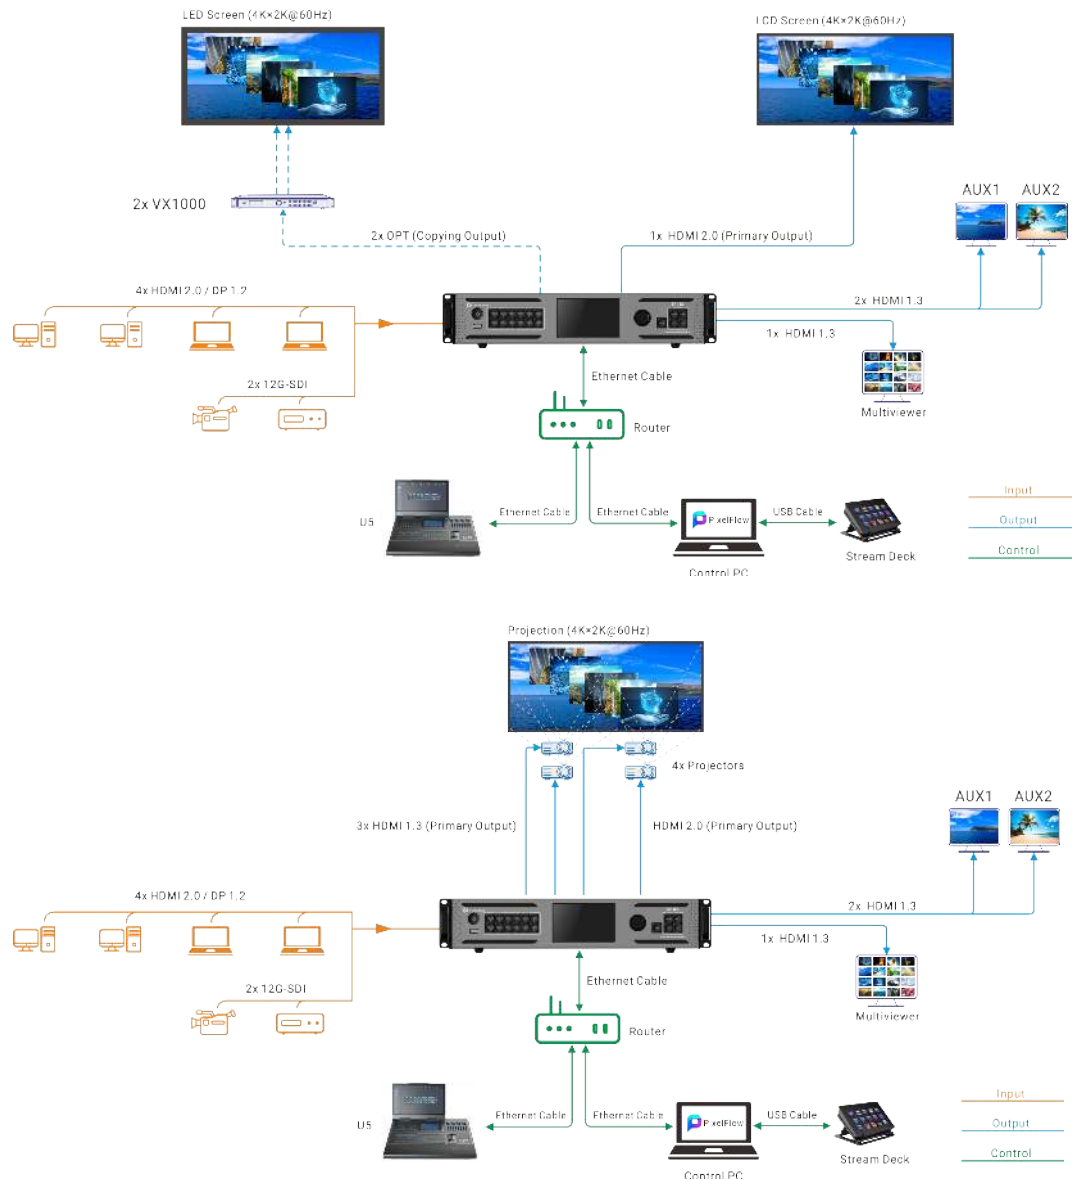 LED Screen (4K×2K@60Hz)
LCD Screen (4K×2K@60Hz)
2x VX1000
2x OPT (Copying Output)
1x HDMI 2.0 (Primary Output)
AUX1
AUX2
4x HDMI 2.0 / DP 1.2
2x HDMI 1.3
1x HDMI 1.3
2x 12G-SDI
Ethernet Cable
Multiviewer
Router
U5
Ethernet Cable
Ethernet Cable
PixelFlow
USB Cable
Stream Deck
Control PC
Input
Output
Control
Projection (4K×2K@60Hz)
4x Projectors
3x HDMI 1.3 (Primary Output)
HDMI 2.0 (Primary Output)
AUX1
AUX2
4x HDMI 2.0 / DP 1.2
2x HDMI 1.3
1x HDMI 1.3
2x 12G-SDI
Ethernet Cable
Multiviewer
Router
U5
Ethernet Cable
Ethernet Cable
PixelFlow
USB Cable
Stream Deck
Control PC
Input
Output
Control